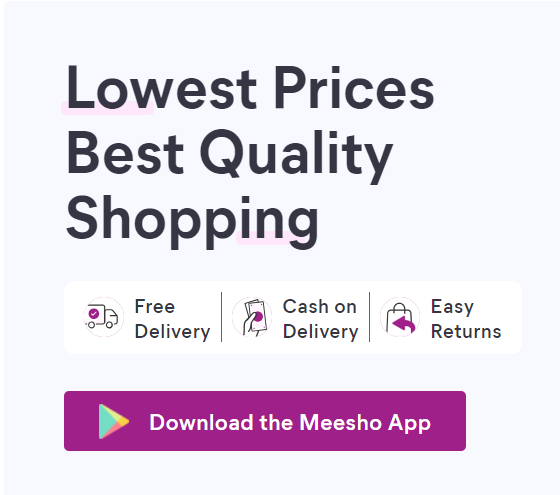 Lowest Prices
Best Quality
Shopping
Free
Delivery
Cash on
Delivery
Easy
Returns
Download the Meesho App